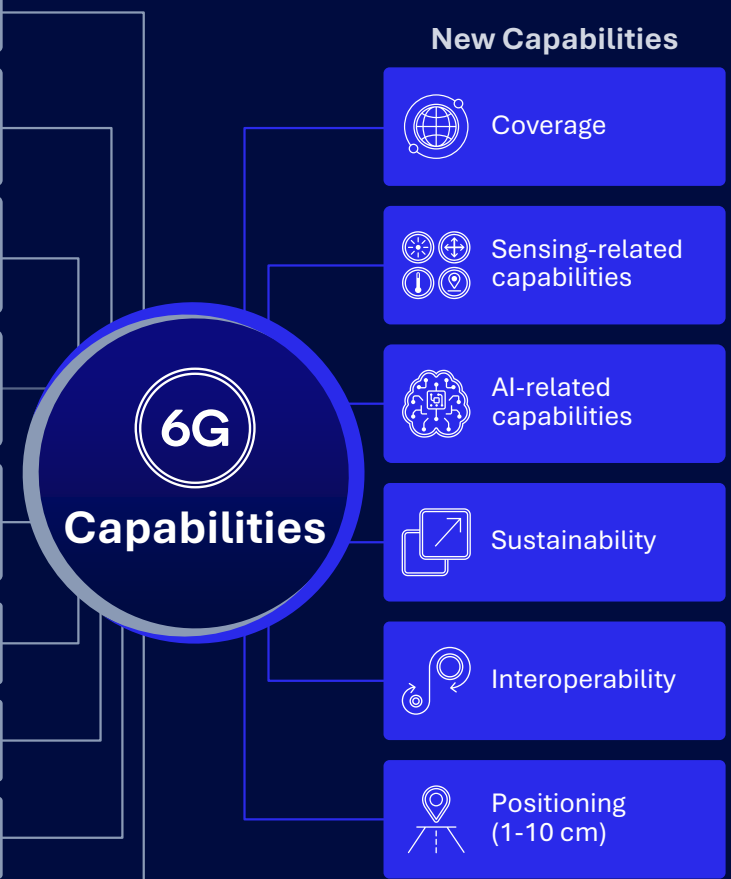 New Capabilities
Coverage
Sensing-related
capabilities
AI-related
capabilities
6G
Capabilities
Sustainability
Interoperability
Positioning
(1-10 cm)